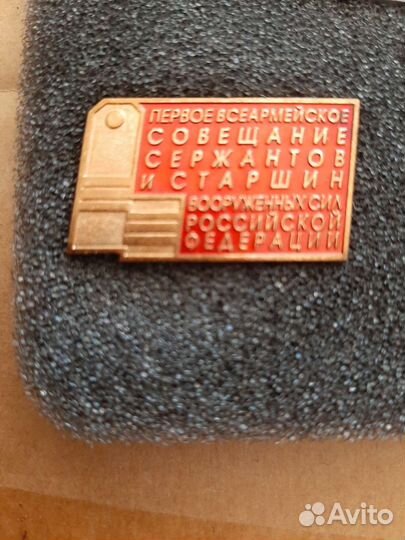 ПЕРВОЕ ВСЕАРМЕЙСКОЕ
СОВЕЩАНИЕ
СЕРЖАНТОВ
И СТАРШИН
ВООРУЖЕННЫХ СИЛ
РОССИЙСКОЙ
ФЕДЕРАЦИИ
Avito